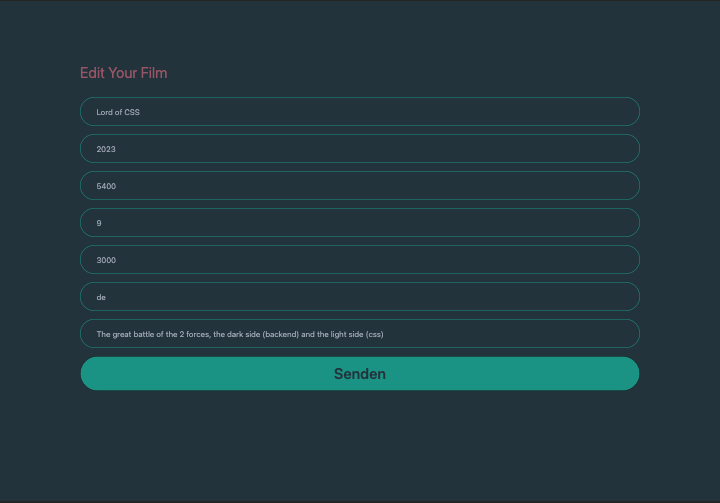 Edit Your Film
Lord of CSS
2023
5400
9
3000
de
The great battle of the 2 forces, the dark side (backend) and the light side (css)
Senden